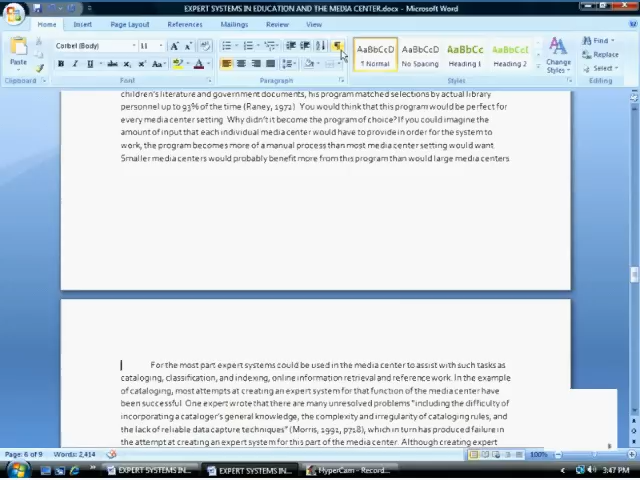 EXPERT SYSTEMS IN EDUCATION AND THE MEDIA CENTER.docx - Microsoft Word
Home Insert Page Layout References Mailings Review View
Corbel (Body) 11
AaBbCcD AaBbCcD AaBbCc AaBbCc
Paste
¶ Normal No Spacing Heading 1 Heading 2
Change Styles
Find
Replace
Select
Clipboard Font Paragraph Styles Editing
children's literature and government documents, his program matched selections by actual library
personnel up to 93% of the time (Raney, 1972) You would think that this program would be perfect for
every media center setting Why didn't it become the program of choice? If you could imagine the
amount of input that each individual media center would have to provide in order for the system to
work, the program becomes more of a manual process than most media center setting would want
Smaller media centers would probably benefit more from this program than would large media centers
For the most part expert systems could be used in the media center to assist with such tasks as
cataloging, classification, and indexing, online information retrieval and reference work. In the example
of cataloging, most attempts at creating an expert system for that function of the media center have
been successful One expert wrote that there are many unresolved problems "including the difficulty of
incorporating a cataloger's general knowledge, the complexity and irregularity of cataloging rules, and
the lack of reliable data capture techniques" (Morris, 1991, p718), which in turn has produced failure in
the attempt at creating an expert system for this part of the media center. Although creating expert
Page: 6 of 9 Words: 2,414 100%
EXPERT SYSTEMS IN... EXPERT SYSTEMS IN... HyperCam - Record... 3:47 PM